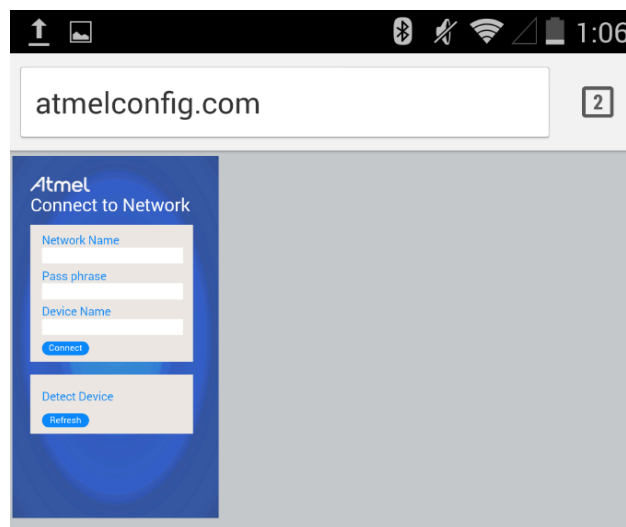 1:06
atmelconfig.com
2
Atmel
Connect to Network
Network Name
Pass phrase
Device Name
Connect
Detect Device
Refresh